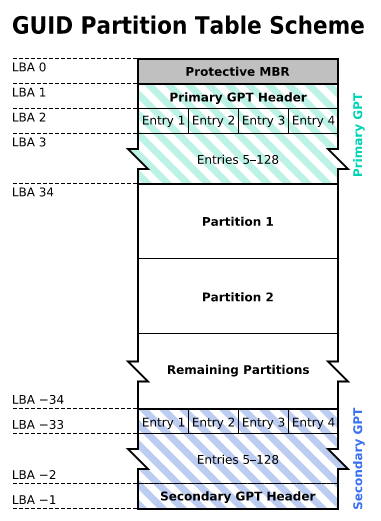 GUID Partition Table Scheme
LBA 0
Protective MBR
LBA 1
Primary GPT Header
LBA 2
Entry 1 Entry 2 Entry 3 Entry 4
LBA 3
Entries 5–128
Primary GPT
LBA 34
Partition 1
Partition 2
Remaining Partitions
LBA −34
LBA −33
Entry 1 Entry 2 Entry 3 Entry 4
Entries 5–128
LBA −2
LBA −1
Secondary GPT Header
Secondary GPT